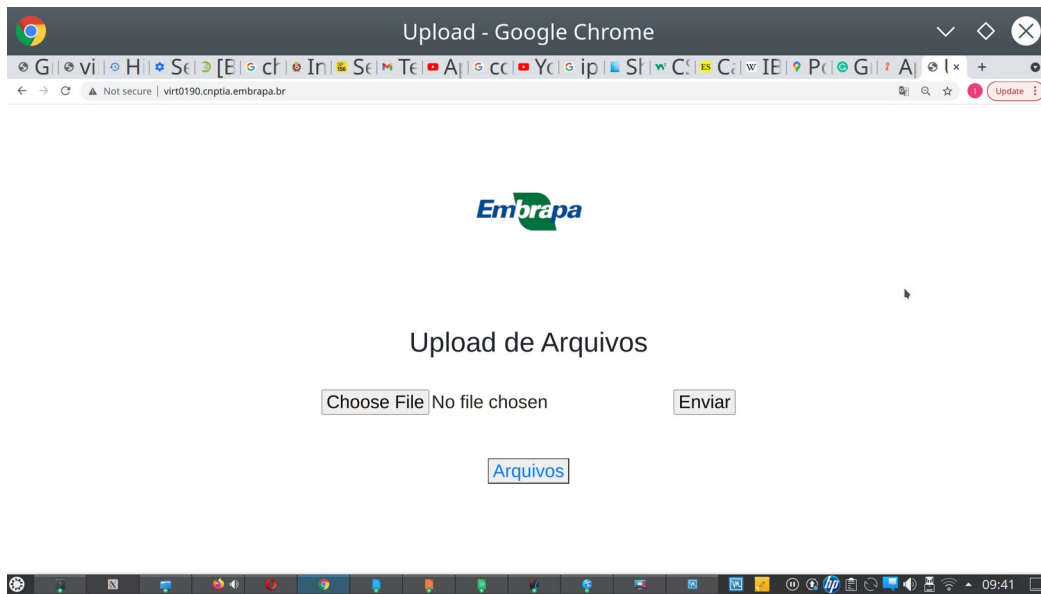 Upload - Google Chrome
Not secure | virt0190.cnptia.embrapa.br
Update
Embrapa
Upload de Arquivos
Choose File No file chosen Enviar
Arquivos
09:41